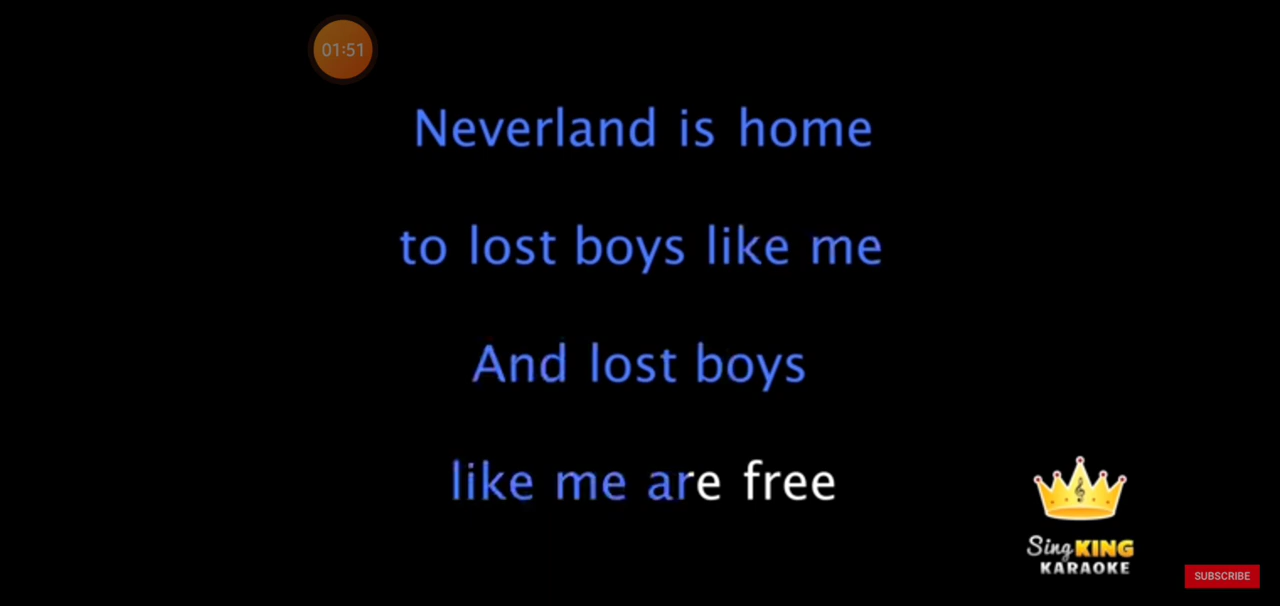 01:51
Neverland is home
to lost boys like me
And lost boys
like me are free
Sing KING
KARAOKE
SUBSCRIBE